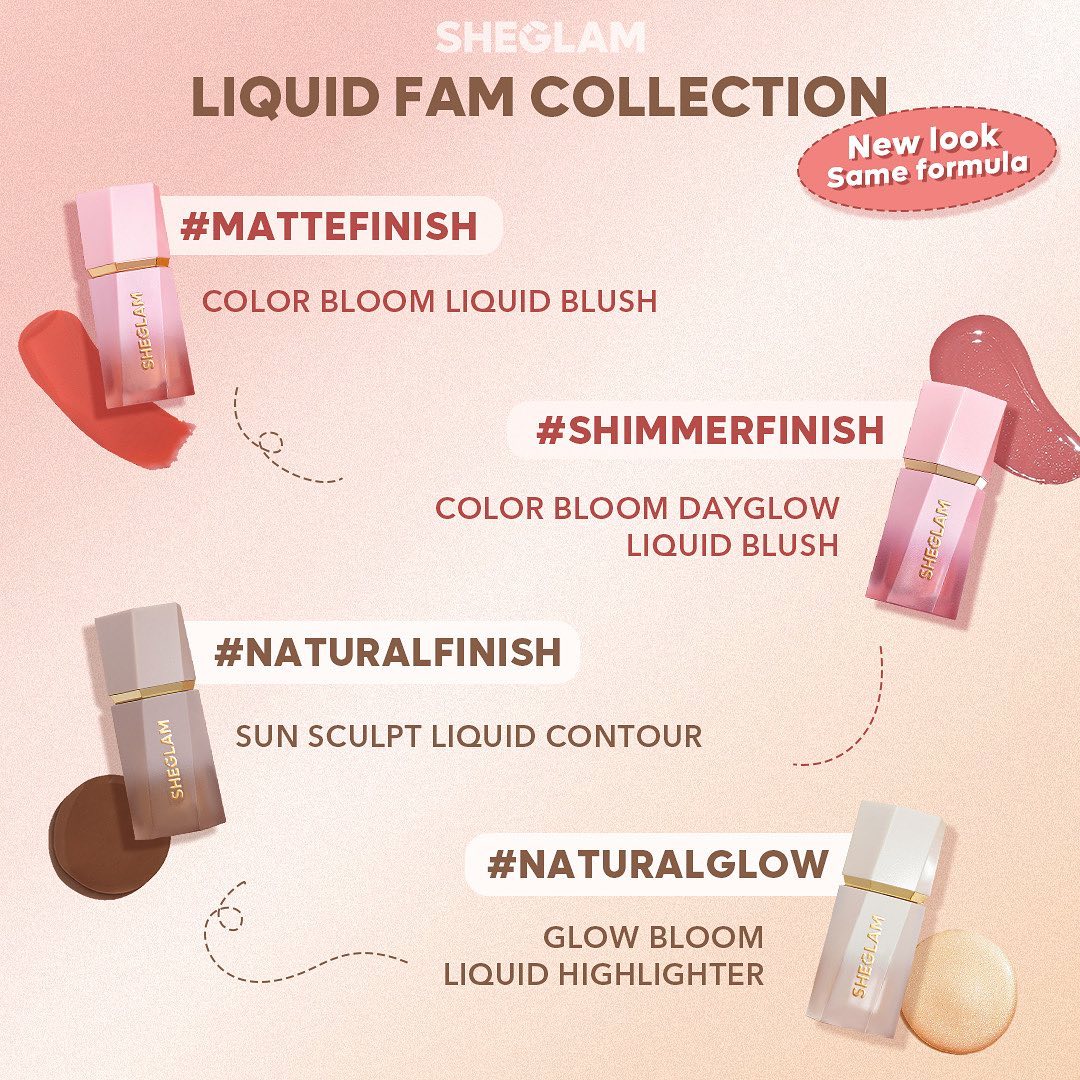 SHEGLAM
LIQUID FAM COLLECTION
New look
Same formula
#MATTEFINISH
COLOR BLOOM LIQUID BLUSH
SHEGLAM
#SHIMMERFINISH
COLOR BLOOM DAYGLOW
LIQUID BLUSH
SHEGLAM
#NATURALFINISH
SUN SCULPT LIQUID CONTOUR
SHEGLAM
#NATURALGLOW
GLOW BLOOM
LIQUID HIGHLIGHTER
SHEGLAM